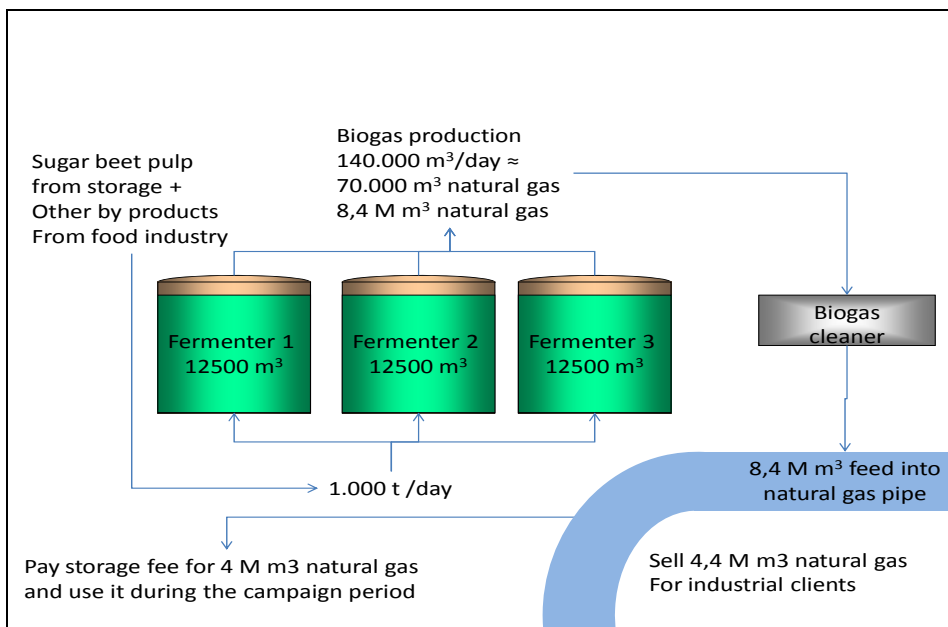 Biogas production
140.000 m³/day ≈
70.000 m³ natural gas
8,4 M m³ natural gas
Sugar beet pulp
from storage +
Other by products
From food industry
Fermenter 1
12500 m³
Fermenter 2
12500 m³
Fermenter 3
12500 m³
Biogas
cleaner
1.000 t /day
8,4 M m³ feed into
natural gas pipe
Pay storage fee for 4 M m3 natural gas
and use it during the campaign period
Sell 4,4 M m3 natural gas
For industrial clients